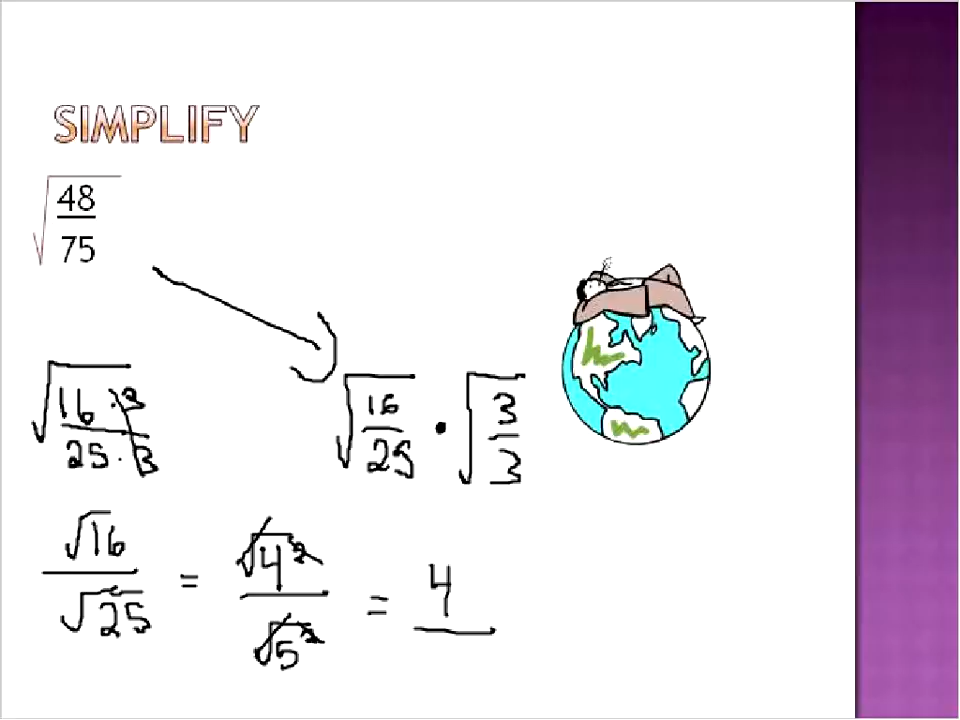 SIMPLIFY
√(48/75)
√(16·3/25·3)
√(16/25) · √(3/3)
√16/√25 = √4²/√5² = 4/